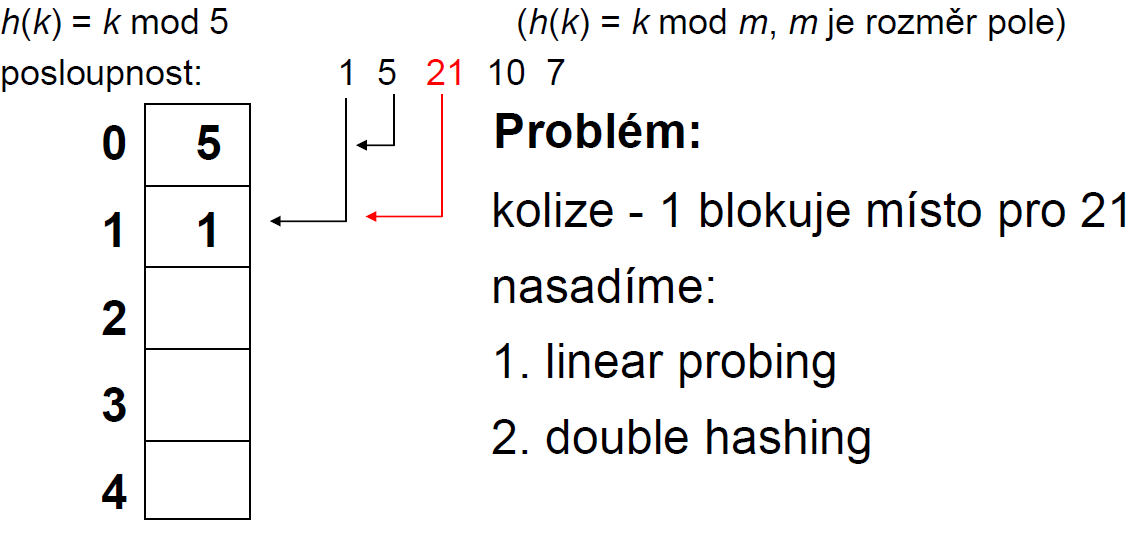 h(k) = k mod 5 (h(k) = k mod m, m je rozměr pole)
posloupnost: 1 5 21 10 7
Problém:
kolize - 1 blokuje místo pro 21
nasadíme:
1. linear probing
2. double hashing
0 5
1 1
2
3
4